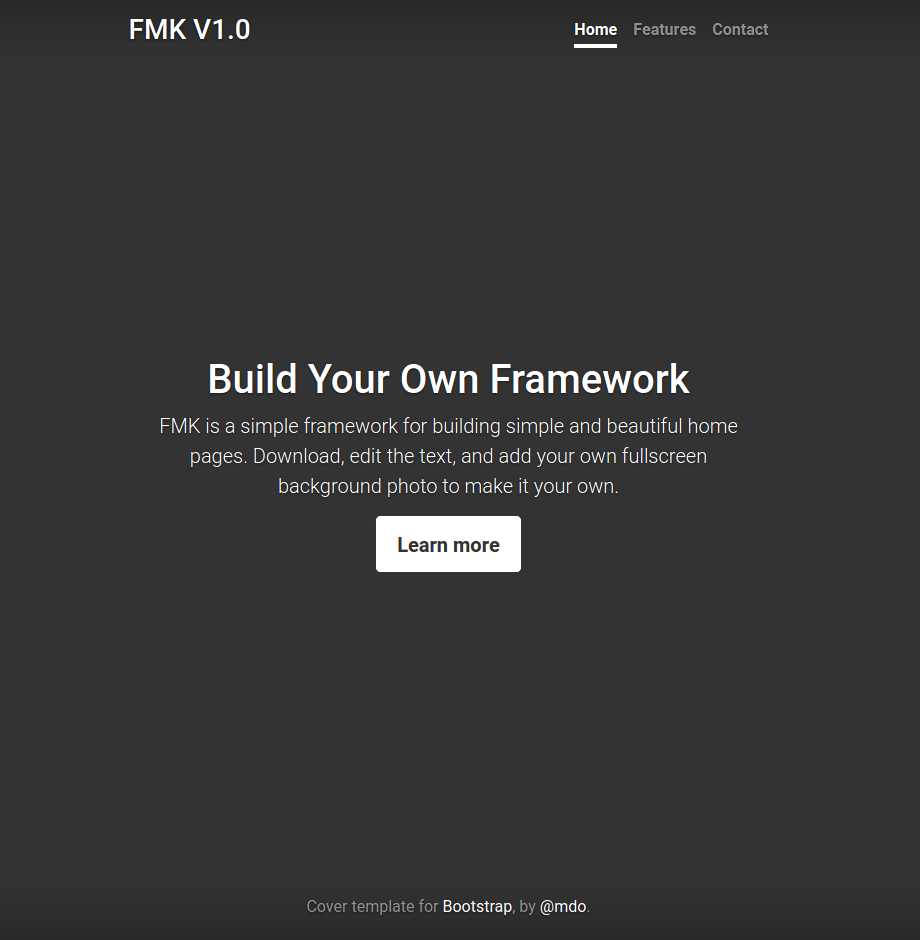 FMK V1.0
Home Features Contact
Build Your Own Framework
FMK is a simple framework for building simple and beautiful home
pages. Download, edit the text, and add your own fullscreen
background photo to make it your own.
Learn more
Cover template for Bootstrap, by @mdo.